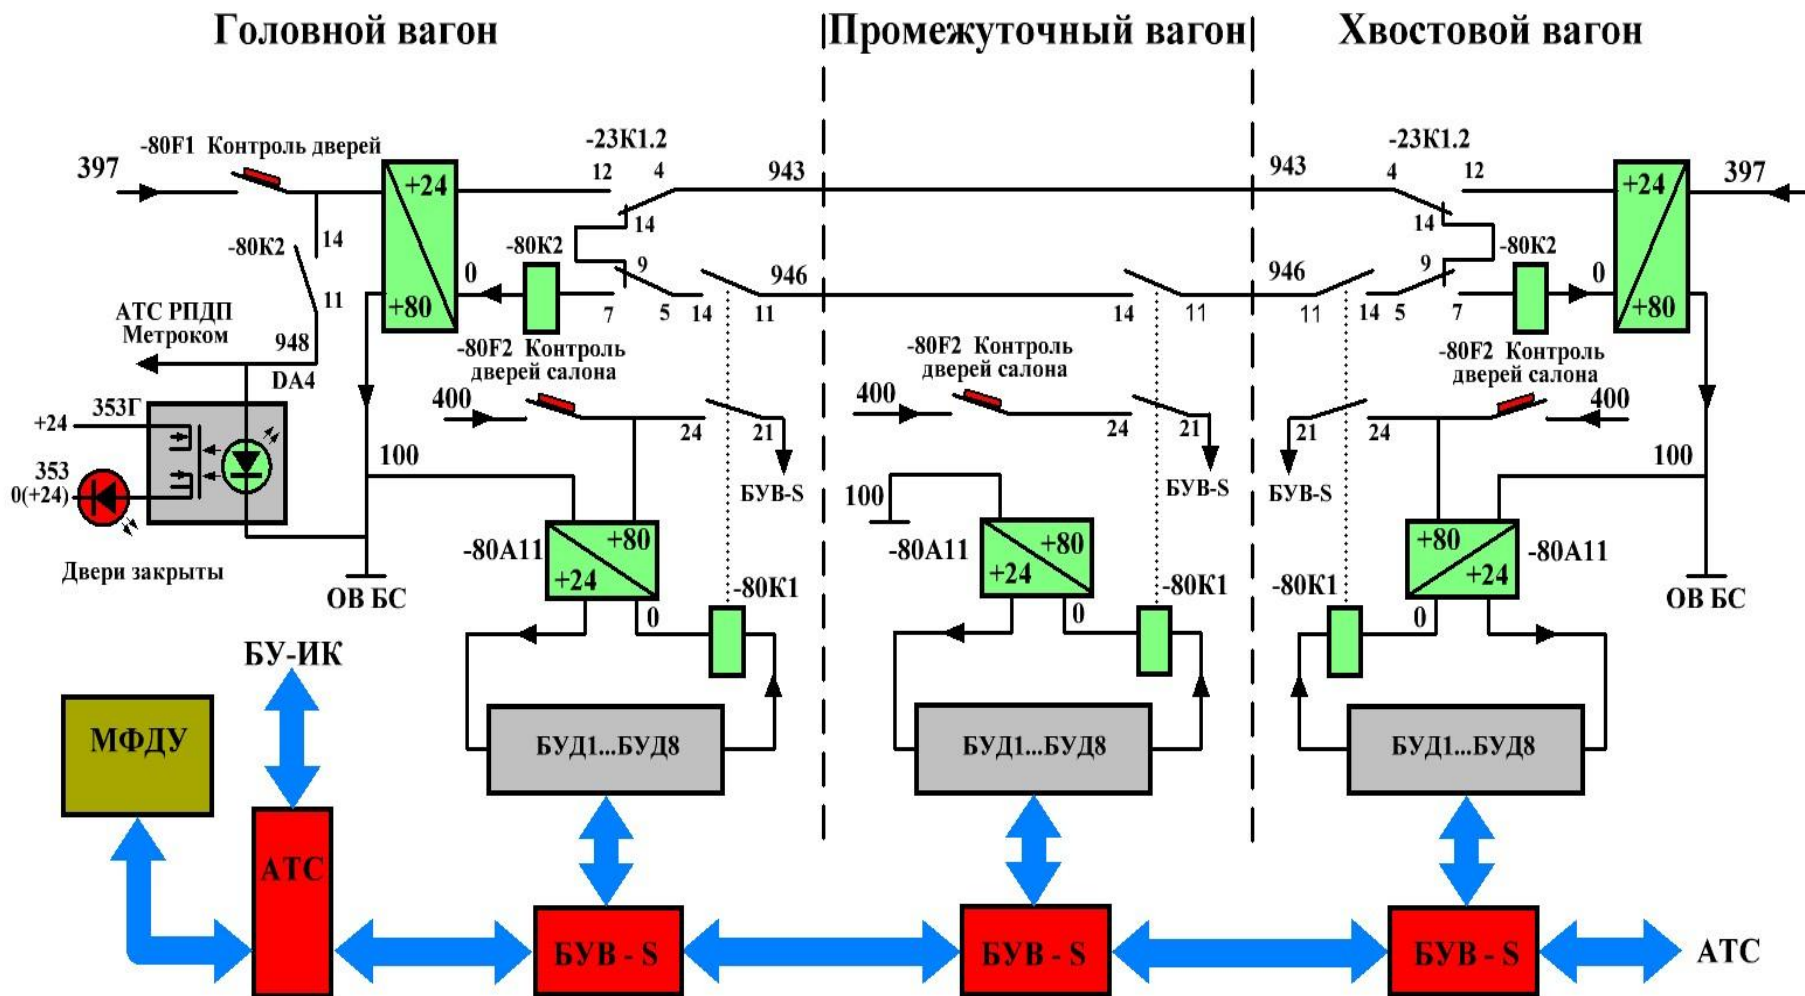 Головной вагон
Промежуточный вагон
Хвостовой вагон
-80F1 Контроль дверей
-23К1.2
-23К1.2
397
+24
12
4
943
943
4
12
+24
397
14
14
-80К2
14
-80К2
9
946
946
9
-80К2
0
0
11
+80
7
5
14
11
14
11
11
14
5
7
+80
АТС РПДП
Метроком
948
DA4
-80F2 Контроль
дверей салона
-80F2 Контроль
дверей салона
-80F2 Контроль
дверей салона
353Г
+24
400
400
400
24
21
24
21
21
24
353
0(+24)
100
100
100
БУВ-S
БУВ-S
БУВ-S
Двери закрыты
ОВ БС
-80А11
+80
+24
-80А11
+80
+24
+80
+24
-80А11
ОВ БС
-80К1
-80К1
-80К1
0
0
0
БУ-ИК
МФДУ
БУД1...БУД8
БУД1...БУД8
БУД1...БУД8
АТС
БУВ - S
БУВ - S
БУВ - S
АТС